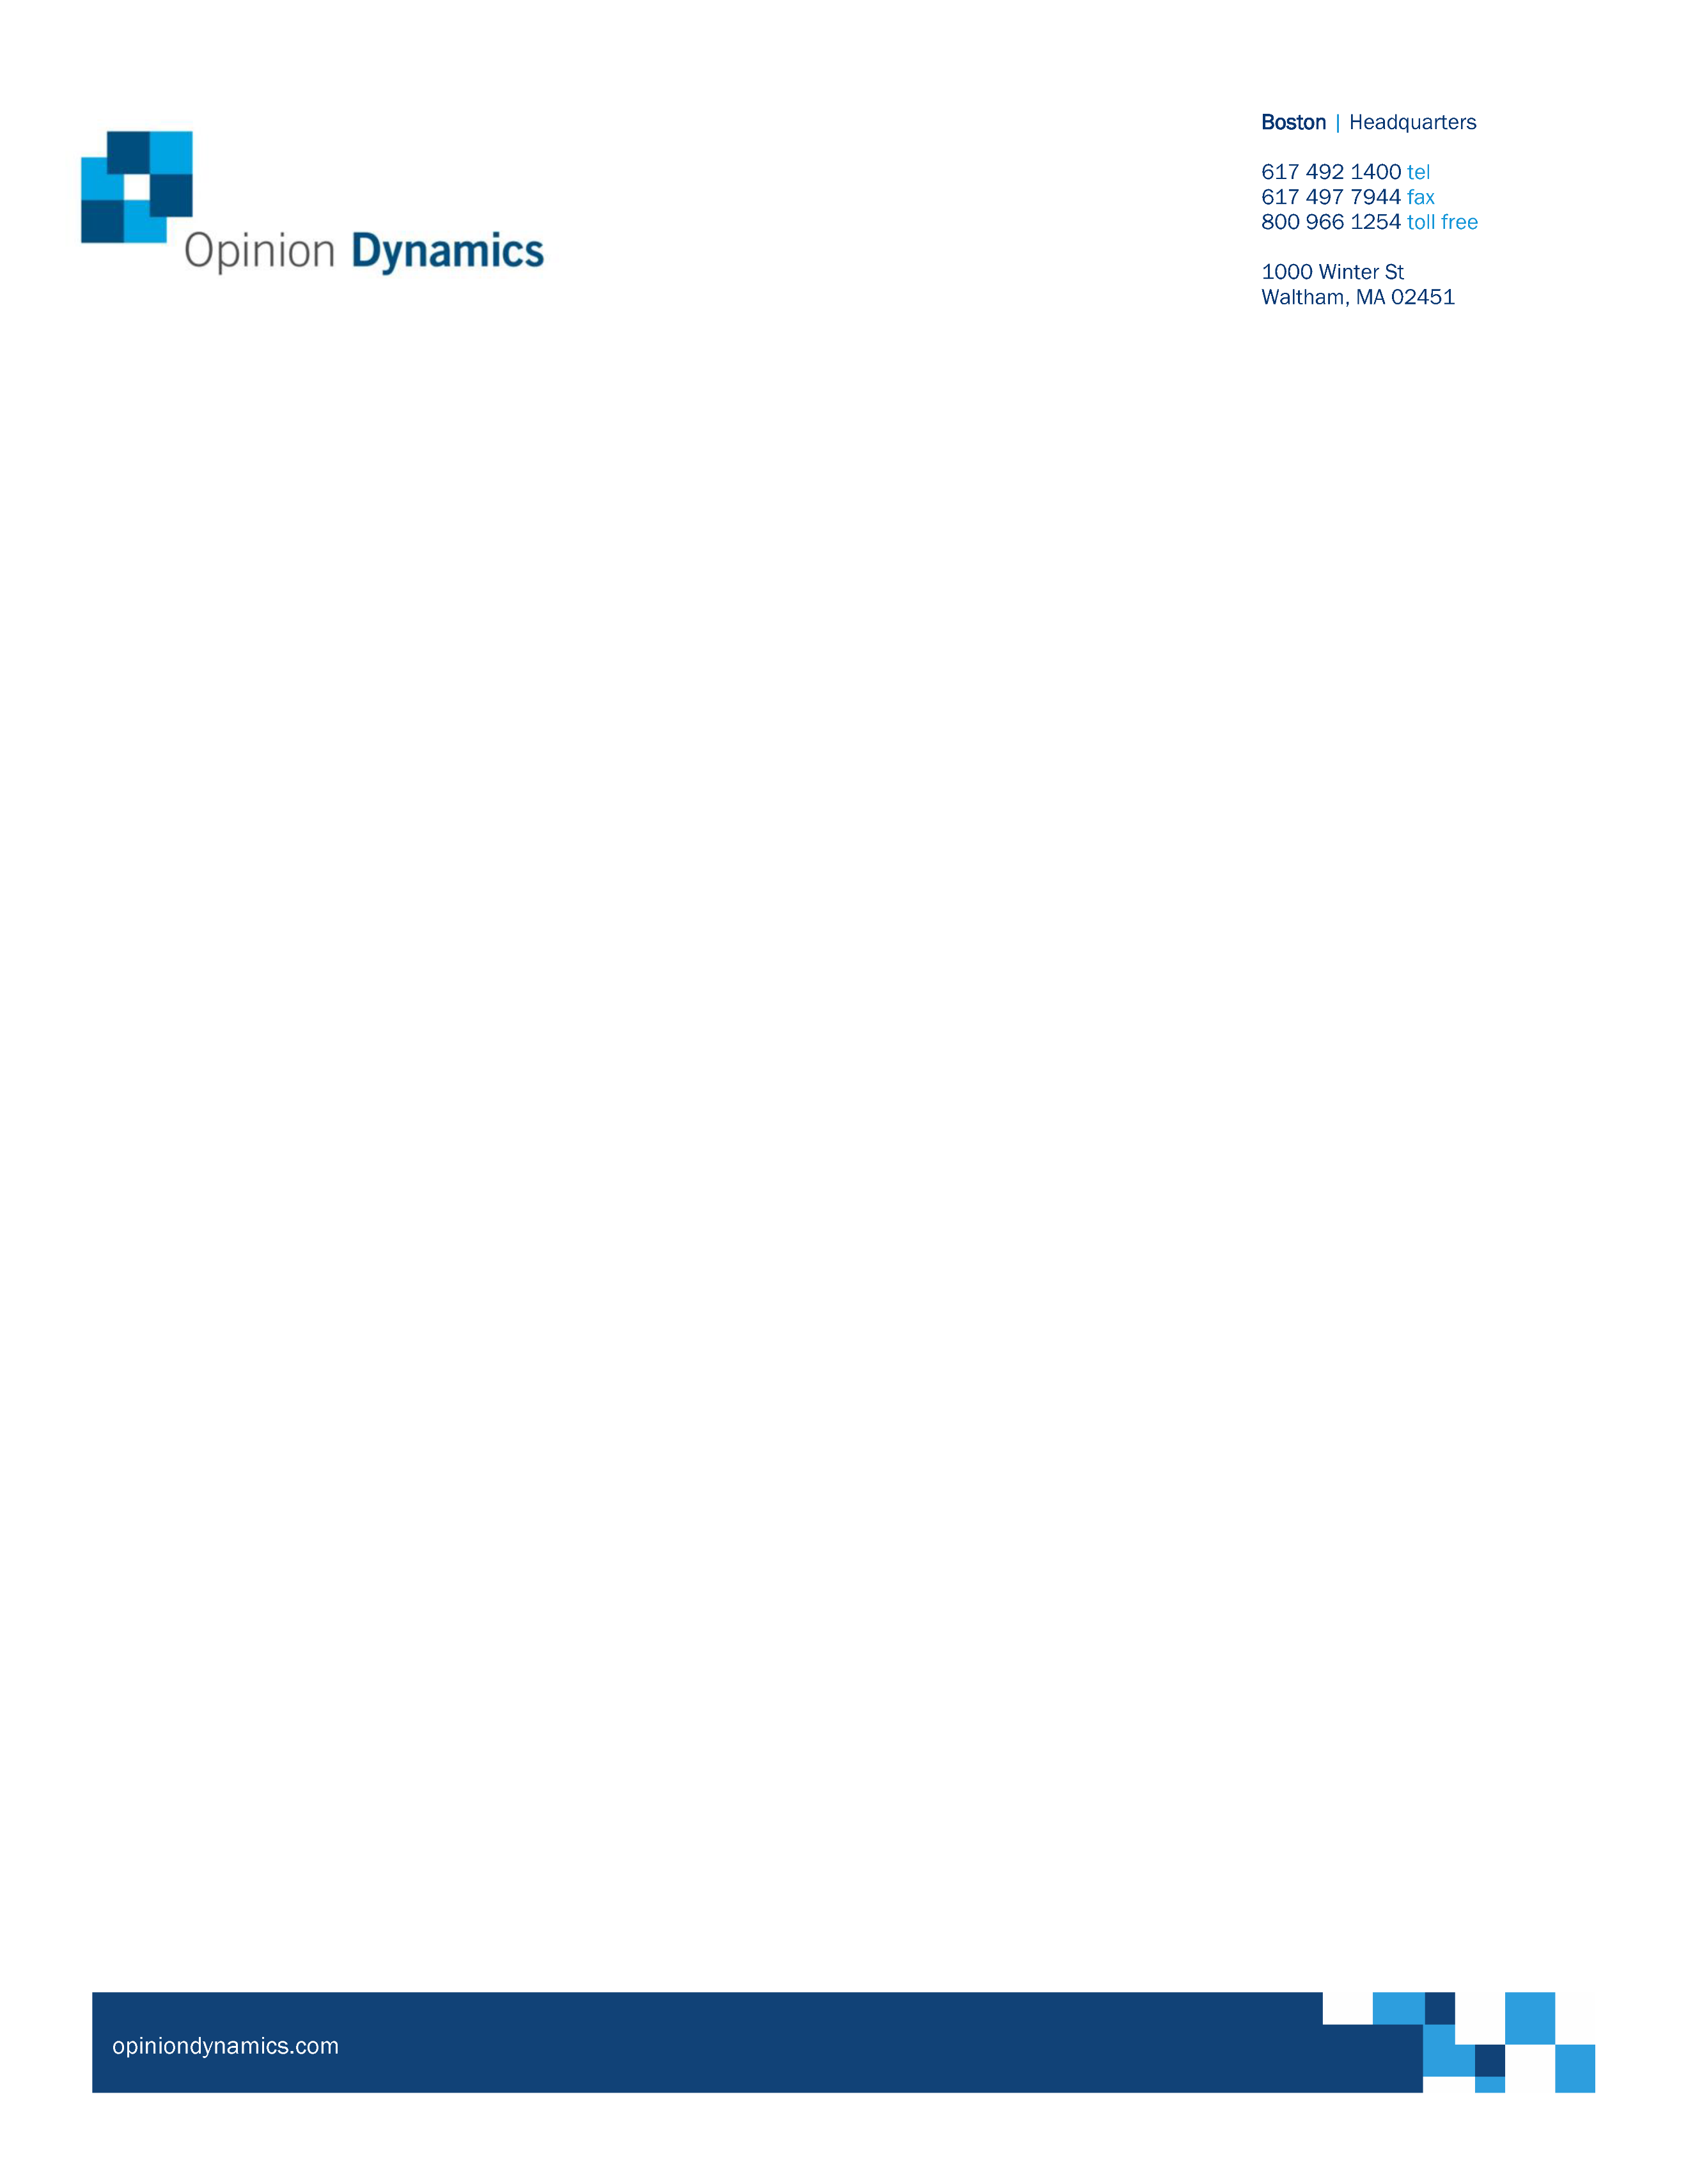 Opinion Dynamics
Boston | Headquarters
617 492 1400 tel
617 497 7944 fax
800 966 1254 toll free
1000 Winter St
Waltham, MA 02451
opiniondynamics.com